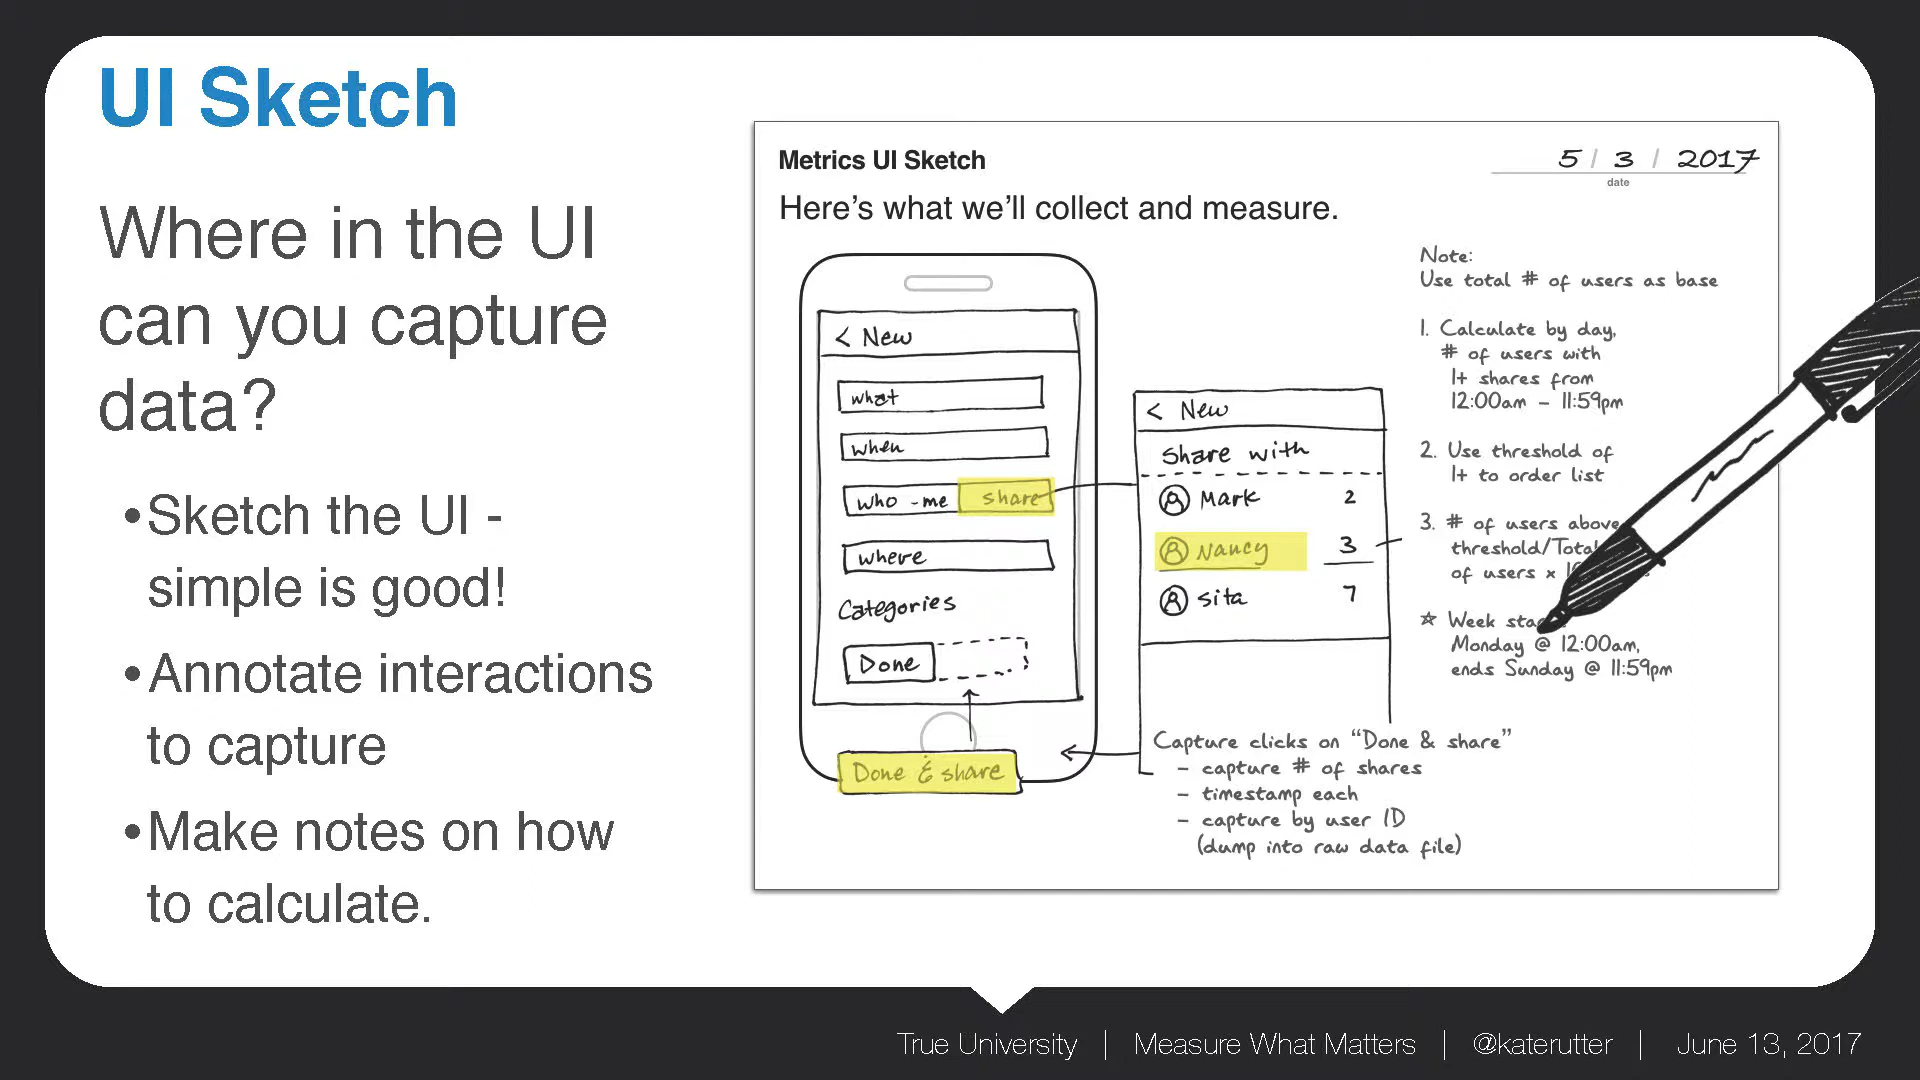 UI Sketch
Where in the UI
can you capture
data?
•Sketch the UI -
simple is good!
•Annotate interactions
to capture
•Make notes on how
to calculate.
Metrics UI Sketch
5 / 3 / 2017
date
Here's what we'll collect and measure.
< New
what
when
who - me share
where
Categories
Done
Done & share
< New
Share with
Mark 2
Nancy 3
Sita 7
Note:
Use total # of users as base
1. Calculate by day,
# of users with
1+ shares from
12:00am - 11:59pm
2. Use threshold of
1+ to order list
3. # of users above
threshold/Total
of users x
☆ Week
Monday @ 12:00am,
ends Sunday @ 11:59pm
Capture clicks on "Done & share"
- capture # of shares
- timestamp each
- capture by user ID
(dump into raw data file)
True University | Measure What Matters | @katerutter | June 13, 2017